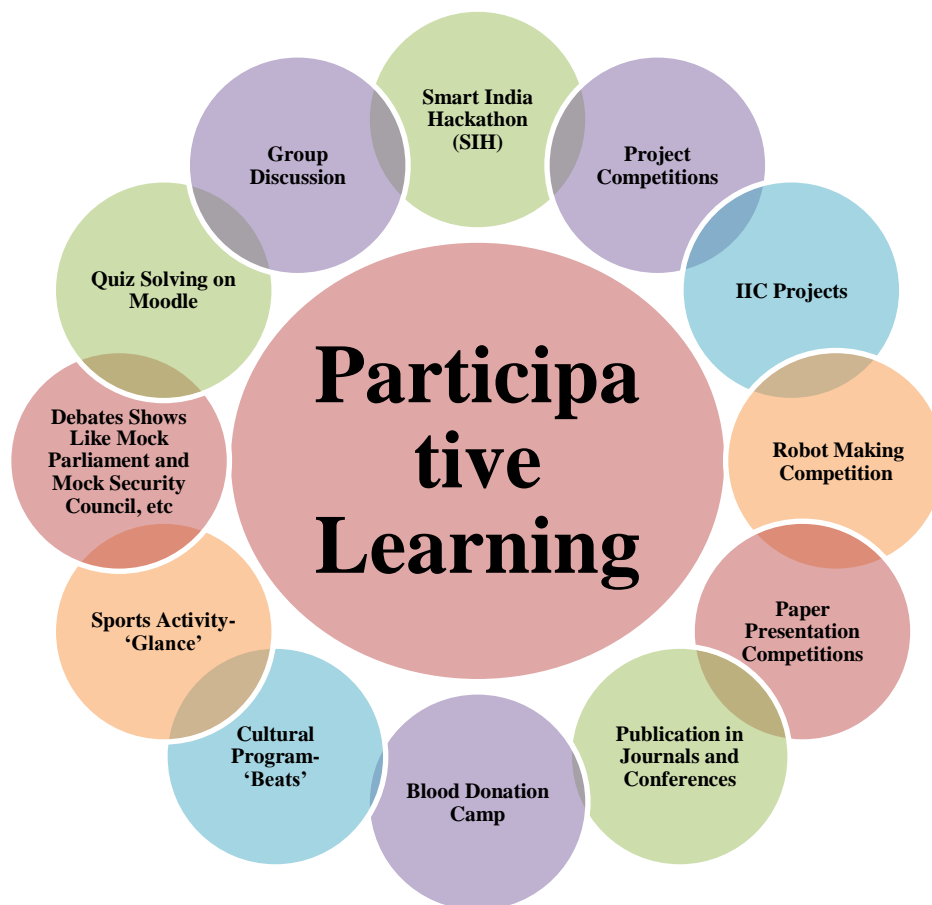 Smart India
Hackathon
(SIH)
Project
Competitions
IIC Projects
Robot Making
Competition
Paper
Presentation
Competitions
Publication in
Journals and
Conferences
Blood Donation
Camp
Cultural
Program-
‘Beats’
Sports Activity-
‘Glance’
Debates Shows
Like Mock
Parliament and
Mock Security
Council, etc
Quiz Solving on
Moodle
Group
Discussion
Participa
tive
Learning